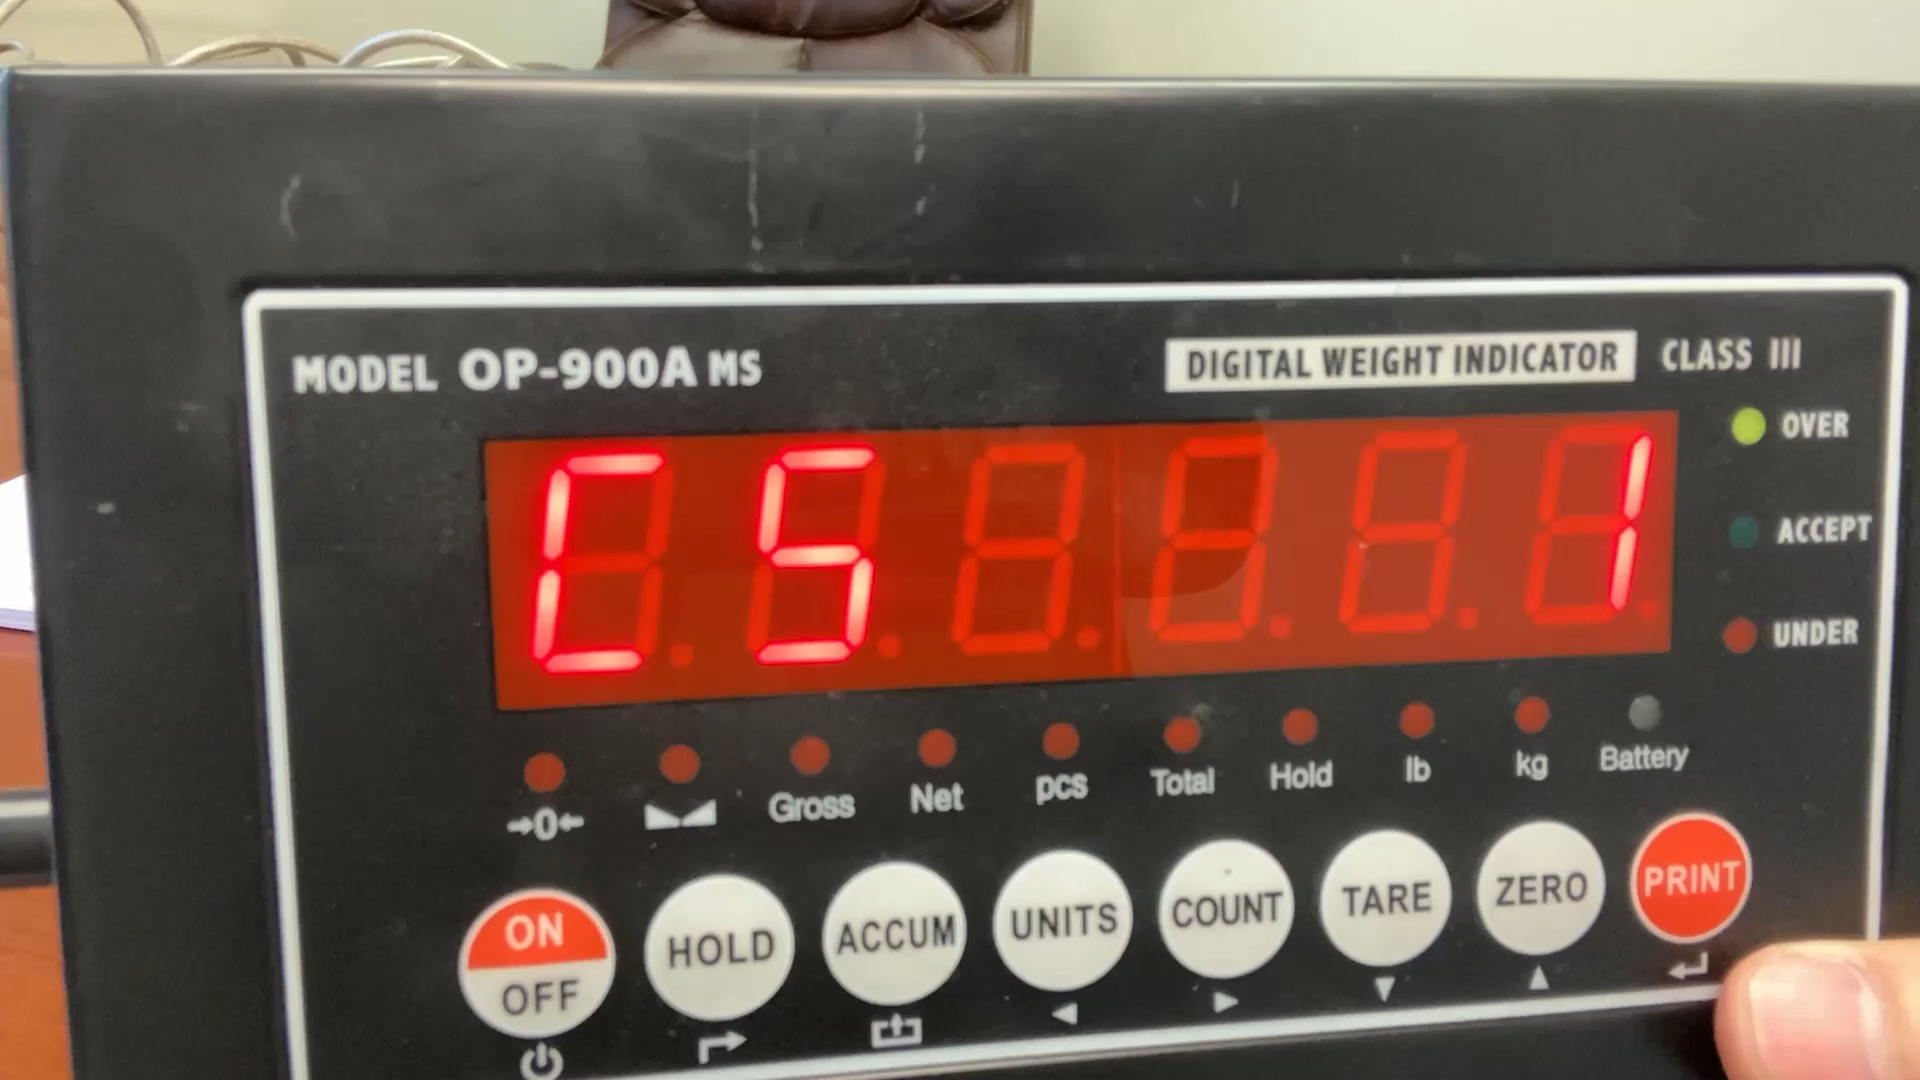 MODEL OP-900A MS
DIGITAL WEIGHT INDICATOR CLASS III
C5 1
OVER
ACCEPT
UNDER
→0← Gross Net pcs Total Hold lb kg Battery
ON OFF HOLD ACCUM UNITS COUNT TARE ZERO PRINT